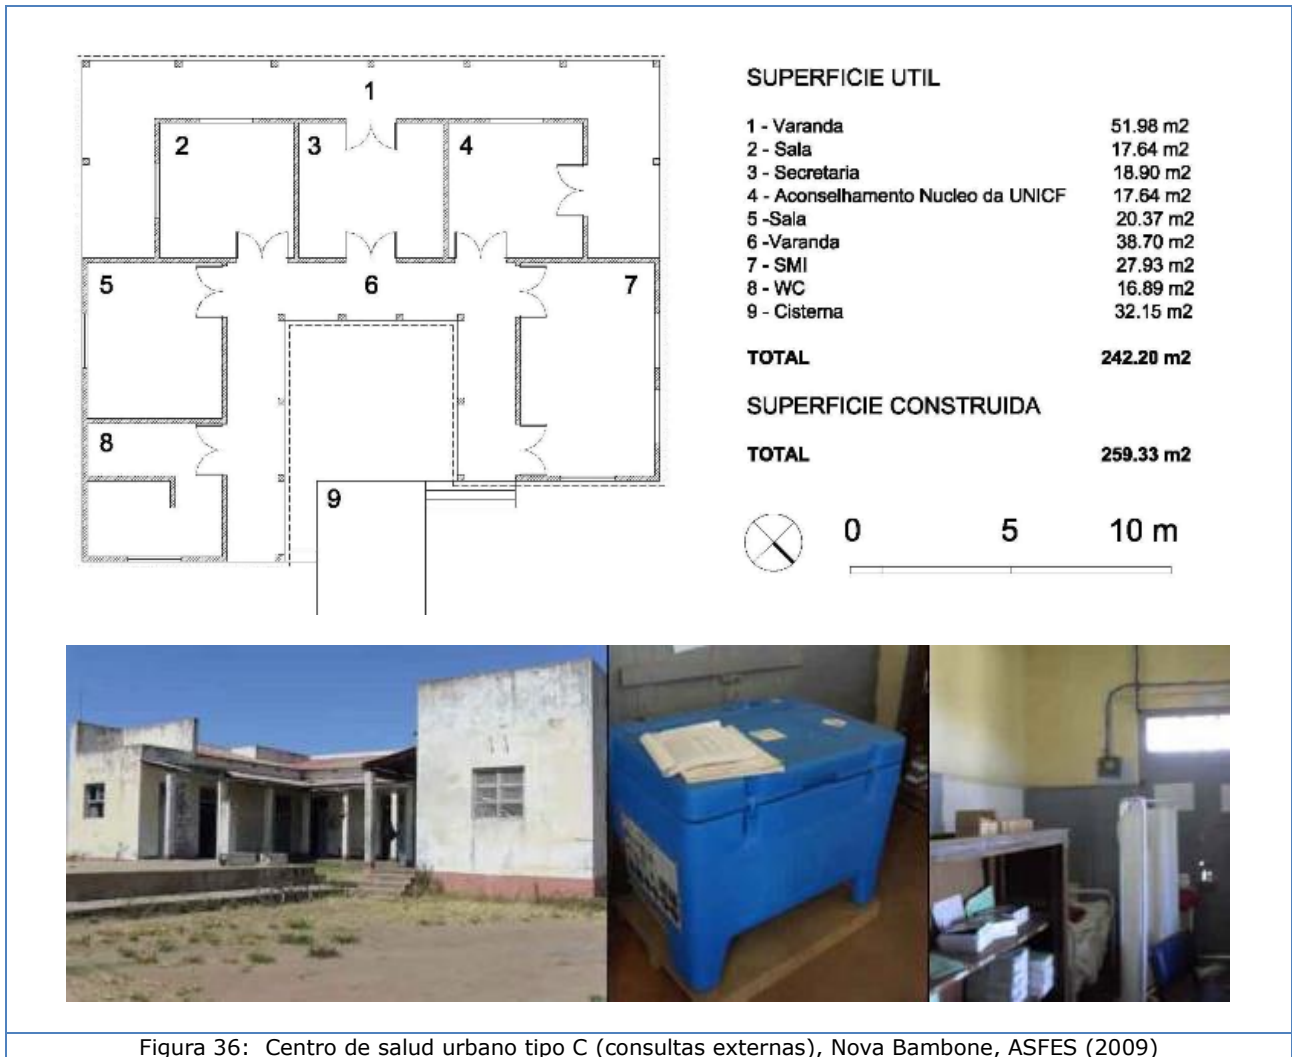 1
2
3
4
5
6
7
8
9
SUPERFICIE UTIL
1 - Varanda 51.98 m2
2 - Sala 17.64 m2
3 - Secretaria 18.90 m2
4 - Aconselhamento Nucleo da UNICF 17.64 m2
5 -Sala 20.37 m2
6 -Varanda 38.70 m2
7 - SMI 27.93 m2
8 - WC 16.89 m2
9 - Cisterna 32.15 m2
TOTAL 242.20 m2
SUPERFICIE CONSTRUIDA
TOTAL 259.33 m2
0 5 10 m
Figura 36: Centro de salud urbano tipo C (consultas externas), Nova Bambone, ASFES (2009)